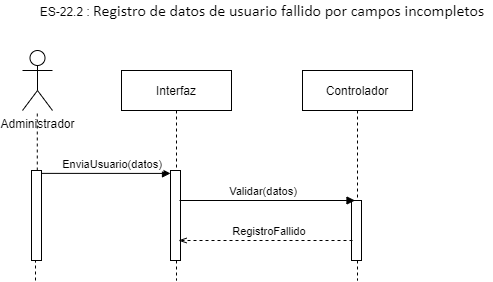 ES-22.2 : Registro de datos de usuario fallido por campos incompletos
Interfaz
Controlador
Administrador
EnviaUsuario(datos)
Validar(datos)
RegistroFallido